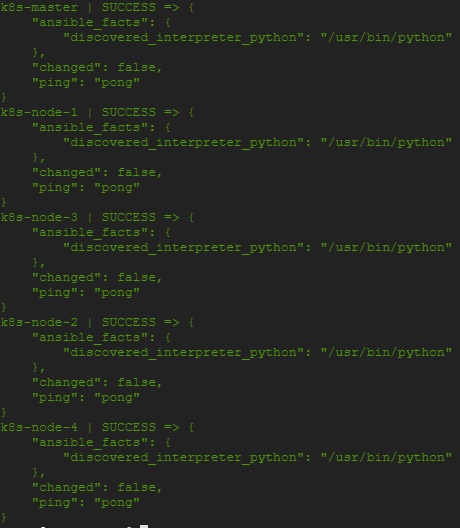 k8s-master | SUCCESS => {
    "ansible_facts": {
        "discovered_interpreter_python": "/usr/bin/python"
    },
    "changed": false,
    "ping": "pong"
}
k8s-node-1 | SUCCESS => {
    "ansible_facts": {
        "discovered_interpreter_python": "/usr/bin/python"
    },
    "changed": false,
    "ping": "pong"
}
k8s-node-3 | SUCCESS => {
    "ansible_facts": {
        "discovered_interpreter_python": "/usr/bin/python"
    },
    "changed": false,
    "ping": "pong"
}
k8s-node-2 | SUCCESS => {
    "ansible_facts": {
        "discovered_interpreter_python": "/usr/bin/python"
    },
    "changed": false,
    "ping": "pong"
}
k8s-node-4 | SUCCESS => {
    "ansible_facts": {
        "discovered_interpreter_python": "/usr/bin/python"
    },
    "changed": false,
    "ping": "pong"
}